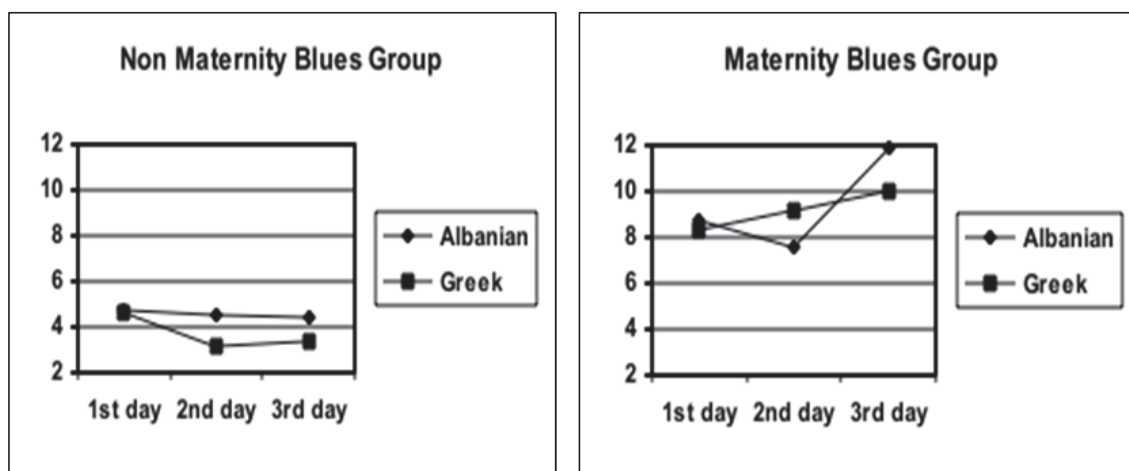 Non Maternity Blues Group
12
10
8
6
4
2
1st day 2nd day 3rd day
Albanian
Greek
Maternity Blues Group
12
10
8
6
4
2
1st day 2nd day 3rd day
Albanian
Greek